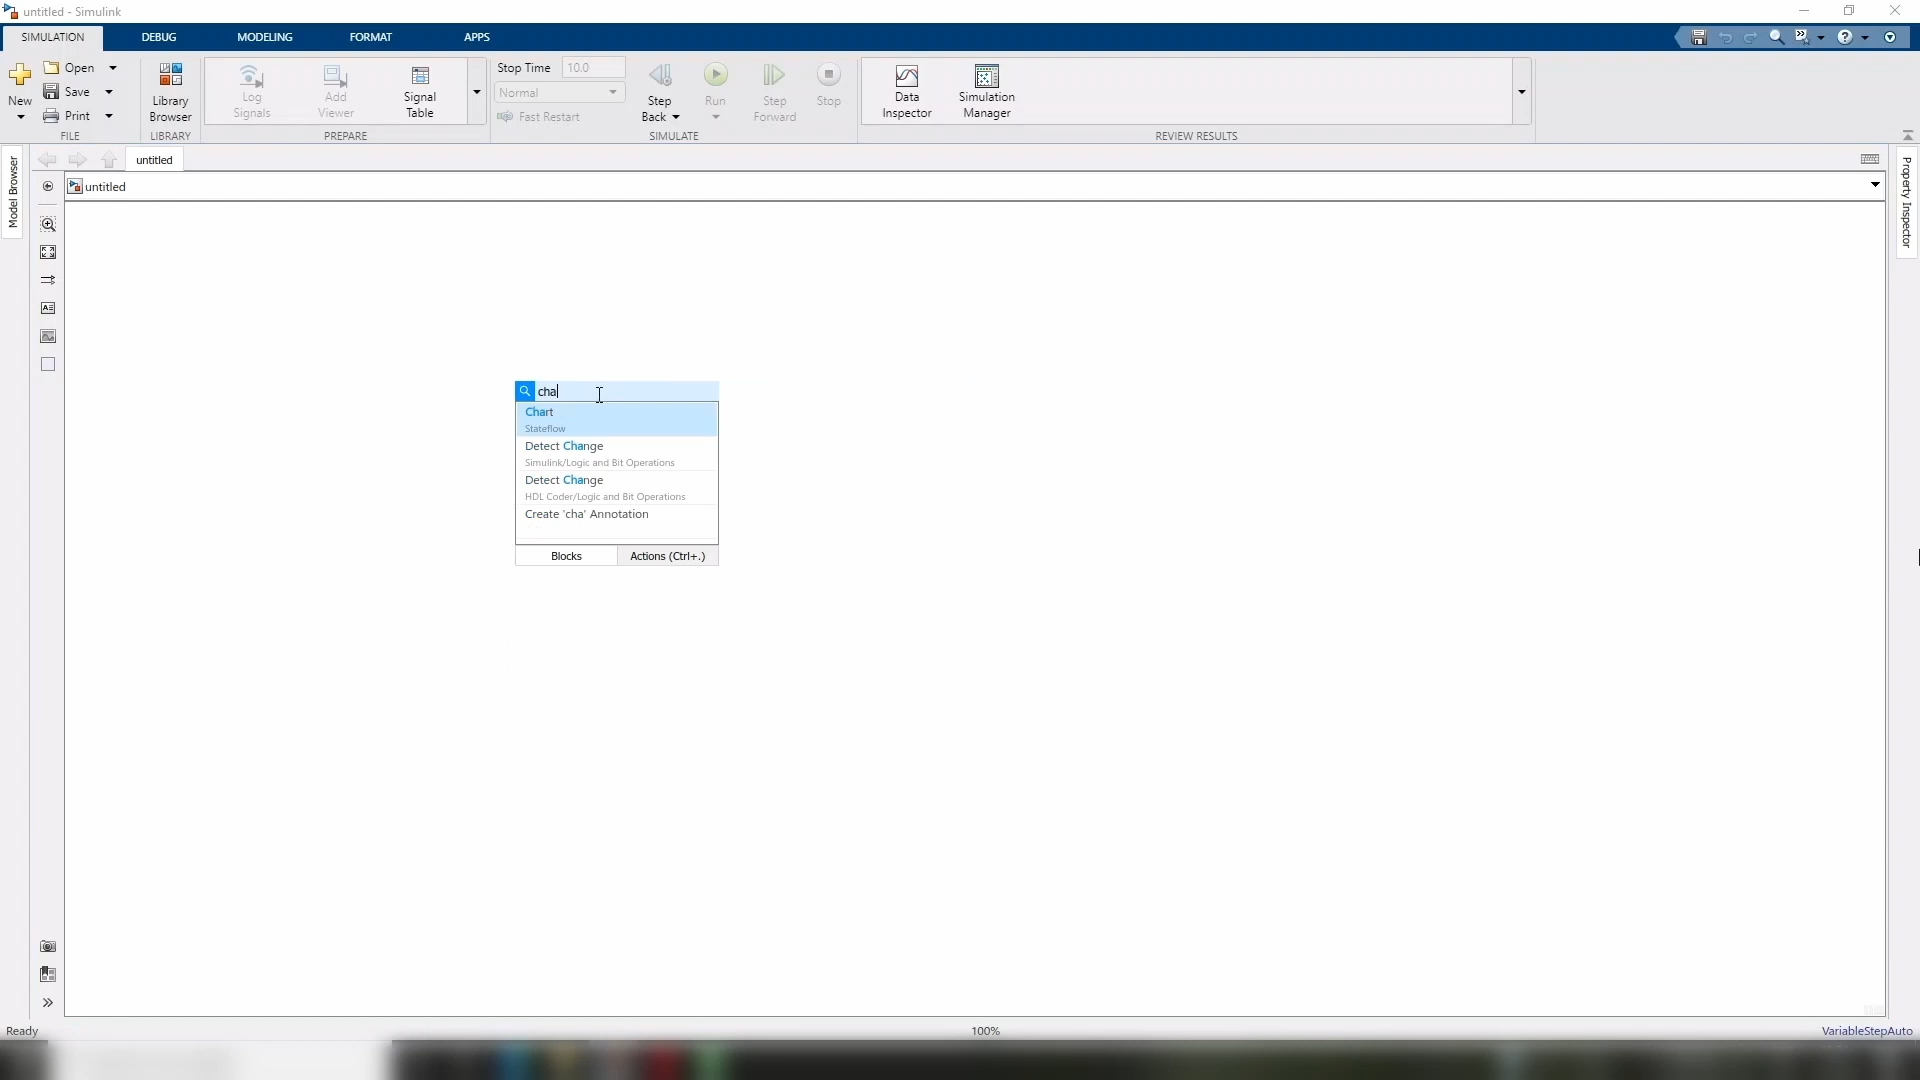 untitled - Simulink
SIMULATION DEBUG MODELING FORMAT APPS
New
Open
Save
Print
FILE
Library
Browser
LIBRARY
Log
Signals
Add
Viewer
Signal
Table
PREPARE
Stop Time 10.0
Normal
Fast Restart
Step
Back
Run
Step
Forward
Stop
SIMULATE
Data
Inspector
Simulation
Manager
REVIEW RESULTS
Model Browser
untitled
untitled
Property Inspector
cha
Chart
Stateflow
Detect Change
Simulink/Logic and Bit Operations
Detect Change
HDL Coder/Logic and Bit Operations
Create 'cha' Annotation
Blocks Actions (Ctrl+.)
Ready 100% VariableStepAuto